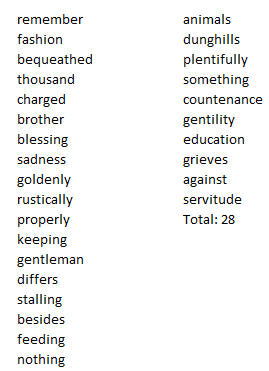 remember
fashion
bequeathed
thousand
charged
brother
blessing
sadness
goldenly
rustically
properly
keeping
gentleman
differs
stalling
besides
feeding
nothing
animals
dunghills
plentifully
something
countenance
gentility
education
grieves
against
servitude
Total: 28